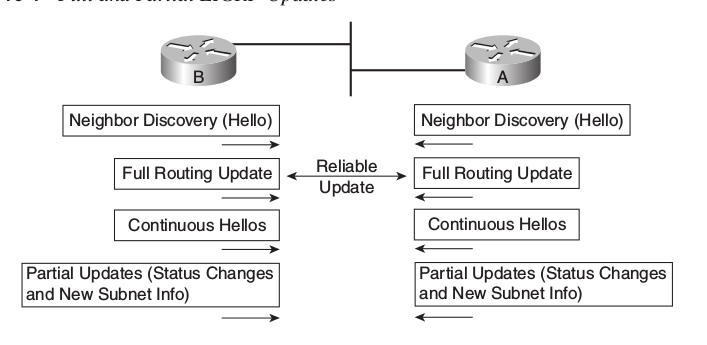 Full and Partial EIGRP Updates
B
A
Neighbor Discovery (Hello)
Neighbor Discovery (Hello)
Full Routing Update
Reliable
Update
Full Routing Update
Continuous Hellos
Continuous Hellos
Partial Updates (Status Changes
and New Subnet Info)
Partial Updates (Status Changes
and New Subnet Info)